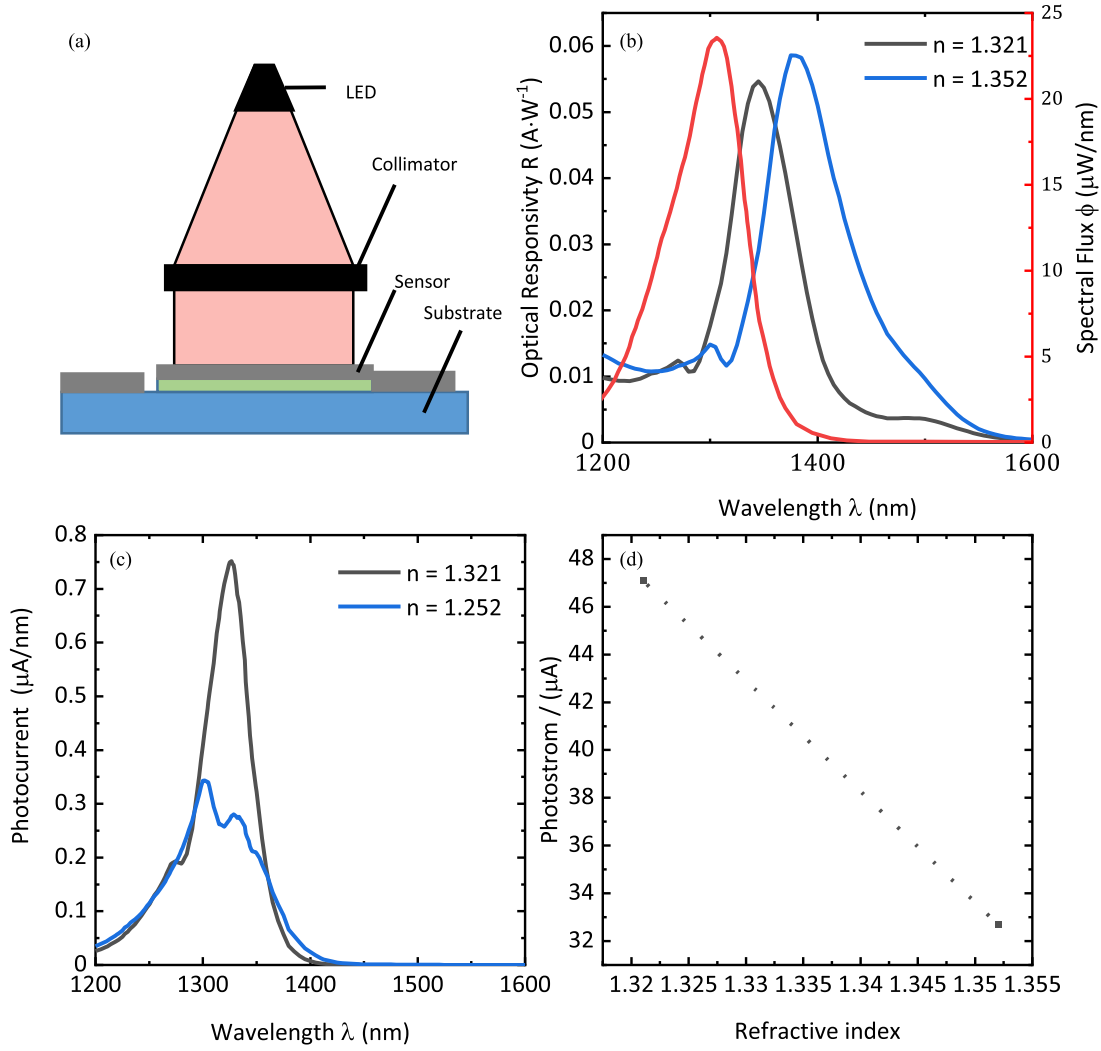 (a)
LED
Collimator
Sensor
Substrate
(b)
n = 1.321
n = 1.352
0.06
0.05
0.04
0.03
0.02
0.01
0
Optical Responsivty R (A·W⁻¹)
25
20
15
10
5
0
Spectral Flux ϕ (μW/nm)
1200
1400
1600
Wavelength λ (nm)
(c)
n = 1.321
n = 1.252
0.8
0.7
0.6
0.5
0.4
0.3
0.2
0.1
0
Photocurrent (μA/nm)
1200
1300
1400
1500
1600
Wavelength λ (nm)
(d)
48
46
44
42
40
38
36
34
32
Photostrom / (μA)
1.32
1.325
1.33
1.335
1.34
1.345
1.35
1.355
Refractive index